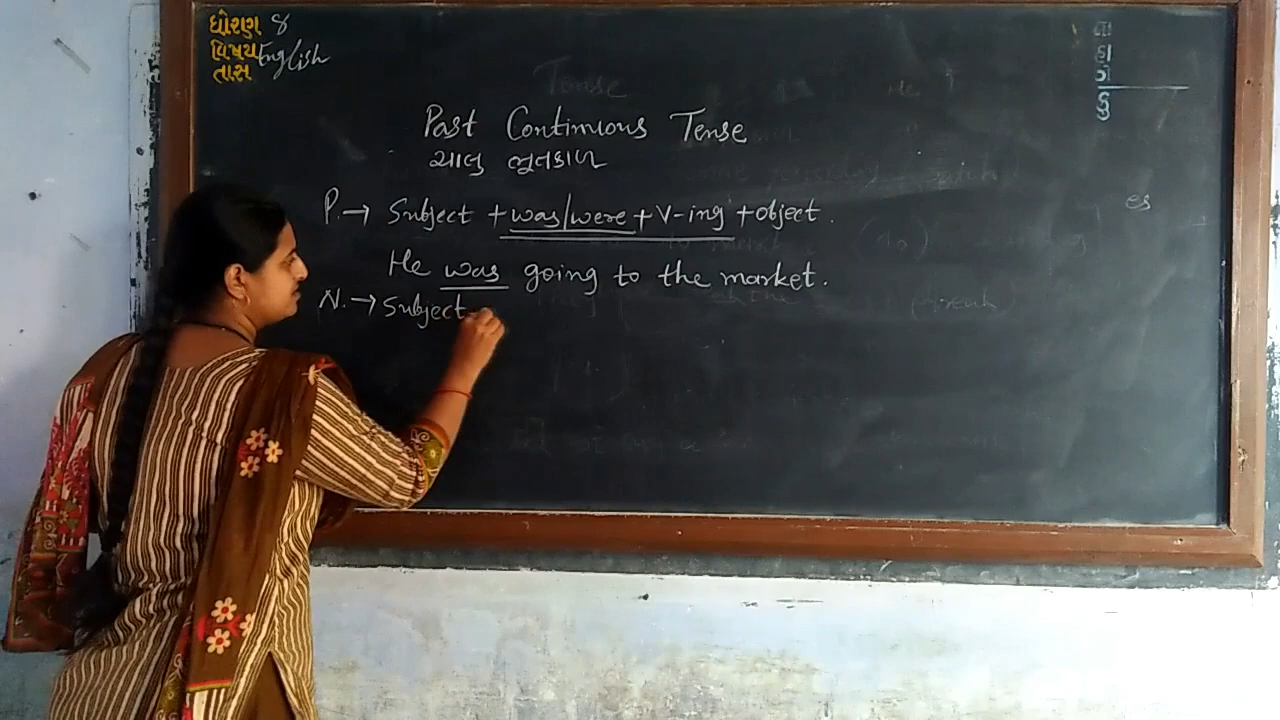 ધોરણ 8
વિષય English
તાસ
તા
હા
ગે
કુ
Tense
Past Continuous Tense
ચાલુ ભૂતકાળ
P. → Subject + was/were + V-ing + object.
es
He was going to the market.
N. → Subject